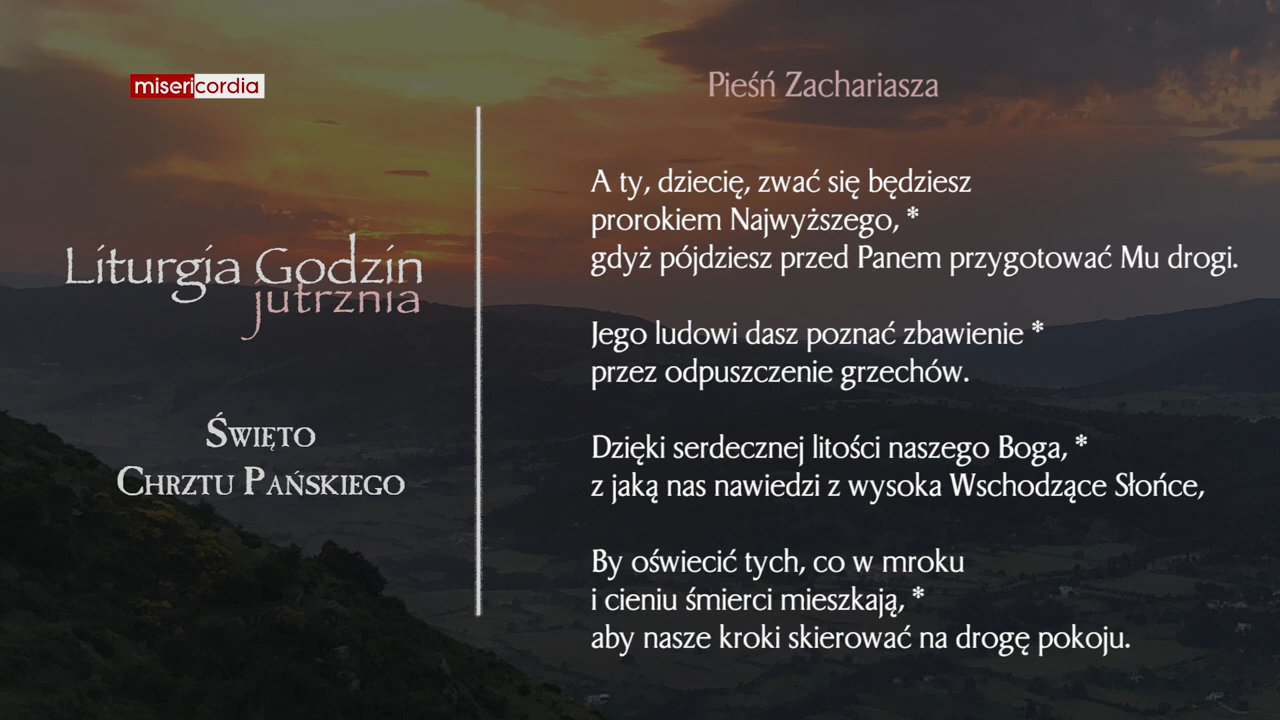 misericordia
Liturgia Godzin
jutrznia
Święto
Chrztu Pańskiego
Pieśń Zachariasza
A ty, dziecię, zwać się będziesz
prorokiem Najwyższego, *
gdyż pójdziesz przed Panem przygotować Mu drogi.
Jego ludowi dasz poznać zbawienie *
przez odpuszczenie grzechów.
Dzięki serdecznej litości naszego Boga, *
z jaką nas nawiedzi z wysoka Wschodzące Słońce,
By oświecić tych, co w mroku
i cieniu śmierci mieszkają, *
aby nasze kroki skierować na drogę pokoju.